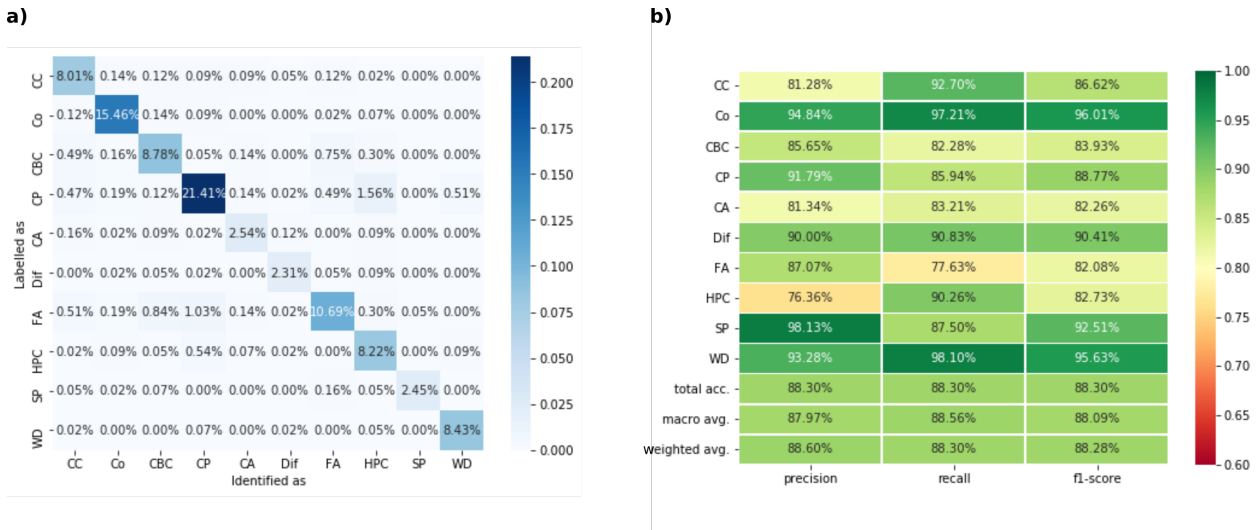 a)
CC 8.01% 0.14% 0.12% 0.09% 0.09% 0.05% 0.12% 0.02% 0.00% 0.00%
Co 0.12% 15.46% 0.14% 0.09% 0.00% 0.00% 0.02% 0.07% 0.00% 0.00%
CBC 0.49% 0.16% 8.78% 0.05% 0.14% 0.00% 0.75% 0.30% 0.00% 0.00%
CP 0.47% 0.19% 0.12% 21.41% 0.14% 0.02% 0.49% 1.56% 0.00% 0.51%
CA 0.16% 0.02% 0.09% 0.02% 2.54% 0.12% 0.00% 0.09% 0.00% 0.00%
Dif 0.00% 0.02% 0.05% 0.02% 0.00% 2.31% 0.05% 0.09% 0.00% 0.00%
FA 0.51% 0.19% 0.84% 1.03% 0.14% 0.02% 10.69% 0.30% 0.05% 0.00%
HPC 0.02% 0.09% 0.05% 0.54% 0.07% 0.02% 0.00% 8.22% 0.00% 0.09%
SP 0.05% 0.02% 0.07% 0.00% 0.00% 0.00% 0.16% 0.05% 2.45% 0.00%
WD 0.02% 0.00% 0.00% 0.07% 0.00% 0.02% 0.00% 0.05% 0.00% 8.43%
CC Co CBC CP CA Dif FA HPC SP WD
Identified as
Labelled as
0.200
0.175
0.150
0.125
0.100
0.075
0.050
0.025
0.000
b)
CC 81.28% 92.70% 86.62%
Co 94.84% 97.21% 96.01%
CBC 85.65% 82.28% 83.93%
CP 91.79% 85.94% 88.77%
CA 81.34% 83.21% 82.26%
Dif 90.00% 90.83% 90.41%
FA 87.07% 77.63% 82.08%
HPC 76.36% 90.26% 82.73%
SP 98.13% 87.50% 92.51%
WD 93.28% 98.10% 95.63%
total acc. 88.30% 88.30% 88.30%
macro avg. 87.97% 88.56% 88.09%
weighted avg. 88.60% 88.30% 88.28%
precision recall f1-score
1.00
0.95
0.90
0.85
0.80
0.75
0.70
0.65
0.60